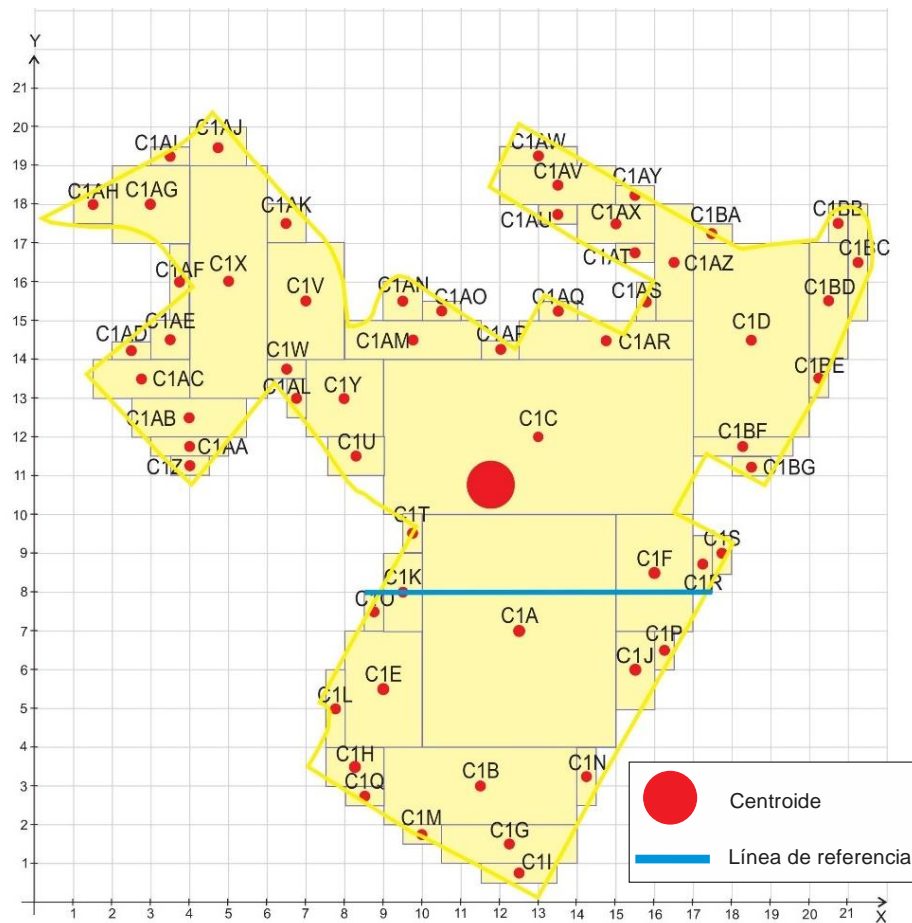 Y
21
20
19
18
17
16
15
14
13
12
11
10
9
8
7
6
5
4
3
2
1
1 2 3 4 5 6 7 8 9 10 11 12 13 14 15 16 17 18 19 20 21
X
C1AJ
C1AI
C1AW
C1AV
C1AY
C1AH
C1AG
C1AK
C1AU
C1AX
C1BA
C1BB
C1BC
C1AT
C1AZ
C1AF
C1X
C1V
C1AN
C1AO
C1AQ
C1AS
C1BD
C1AD
C1AE
C1AM
C1AP
C1AR
C1D
C1W
C1AC
C1AL
C1Y
C1BE
C1AB
C1AA
C1Z
C1U
C1C
C1BF
C1BG
C1T
C1S
C1K
C1F
C1R
C1O
C1A
C1P
C1J
C1E
C1L
C1H
C1Q
C1B
C1N
C1M
C1G
C1I
Centroide
Línea de referencia